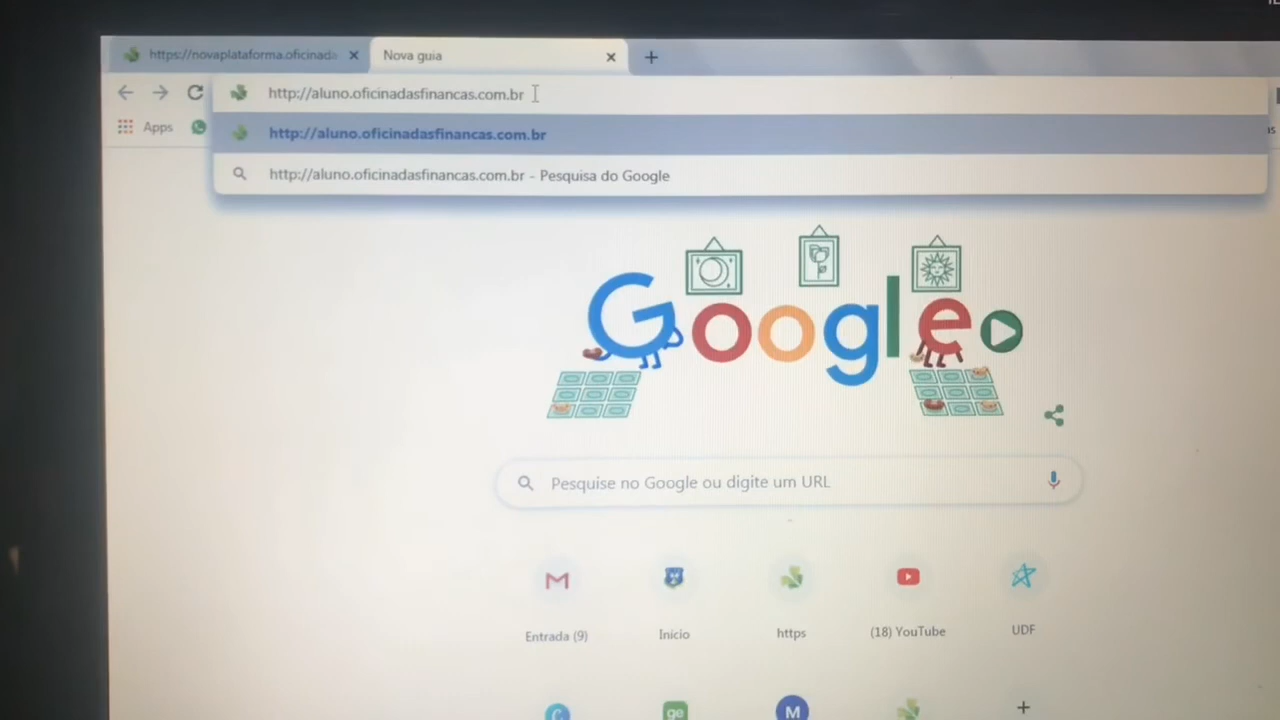 https://novaplataforma.oficinada
Nova guia
http://aluno.oficinadasfinancas.com.br
Apps
http://aluno.oficinadasfinancas.com.br
http://aluno.oficinadasfinancas.com.br - Pesquisa do Google
Google
Pesquise no Google ou digite um URL
Entrada (9)
Início
https
(18) YouTube
UDF
ge
M